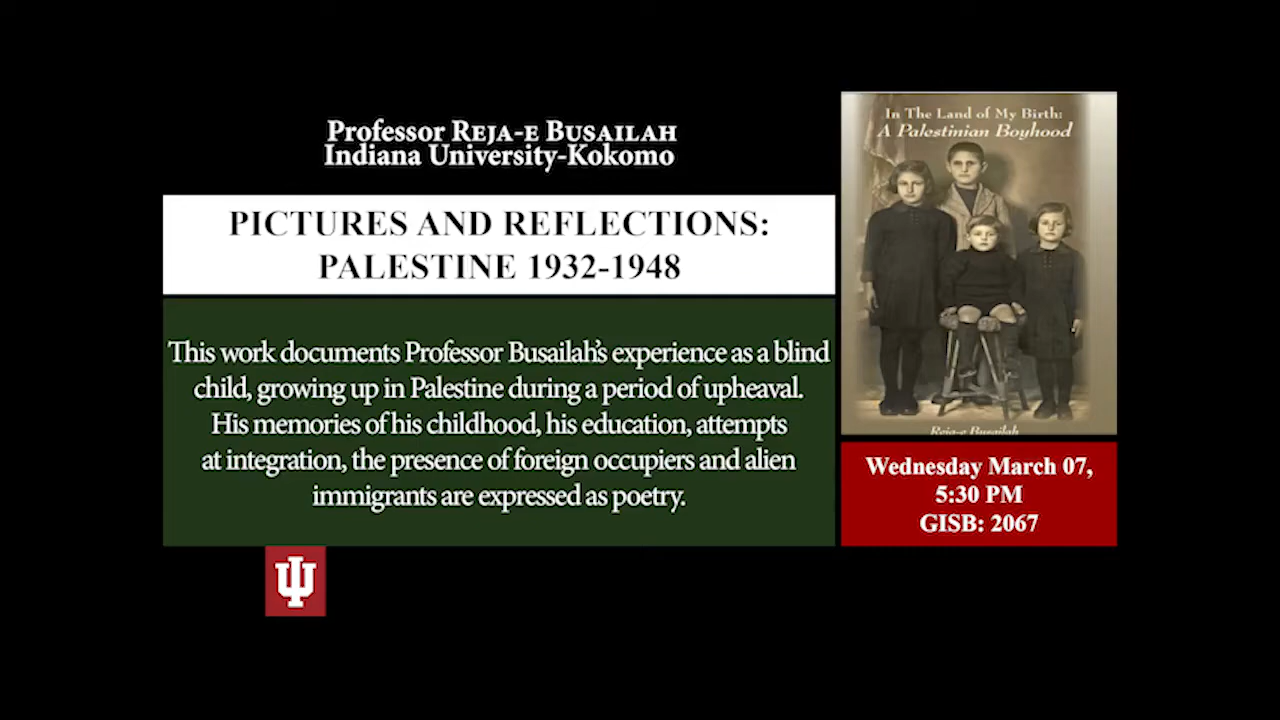 Professor Reja-e Busailah
Indiana University-Kokomo
PICTURES AND REFLECTIONS:
PALESTINE 1932-1948
This work documents Professor Busailah's experience as a blind
child, growing up in Palestine during a period of upheaval.
His memories of his childhood, his education, attempts
at integration, the presence of foreign occupiers and alien
immigrants are expressed as poetry.
In The Land of My Birth:
A Palestinian Boyhood
Reja-e Busailah
Wednesday March 07,
5:30 PM
GISB: 2067